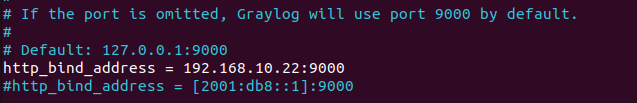 #
# If the port is omitted, Graylog will use port 9000 by default.
#
# Default: 127.0.0.1:9000
http_bind_address = 192.168.10.22:9000
#http_bind_address = [2001:db8::1]:9000